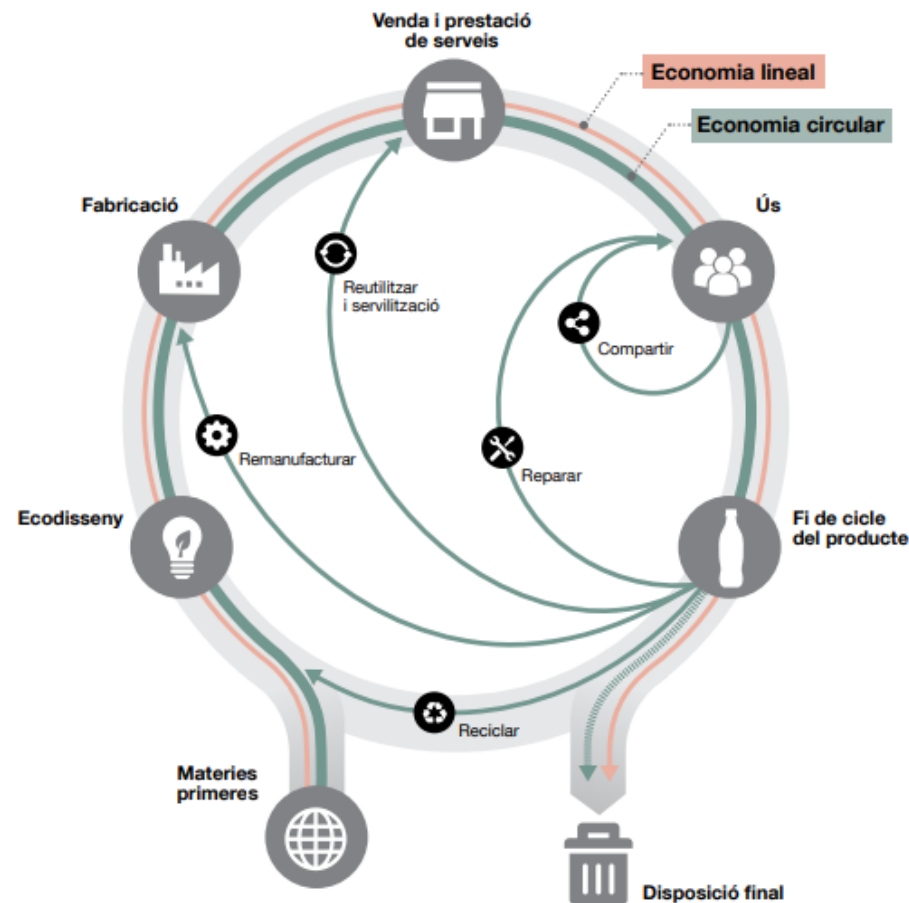 Venda i prestació
de serveis
Economia lineal
Economia circular
Fabricació
Ús
Reutilitzar
i servilització
Compartir
Remanufacturar
Reparar
Ecodisseny
Fi de cicle
del producte
Reciclar
Materies
primeres
Disposició final